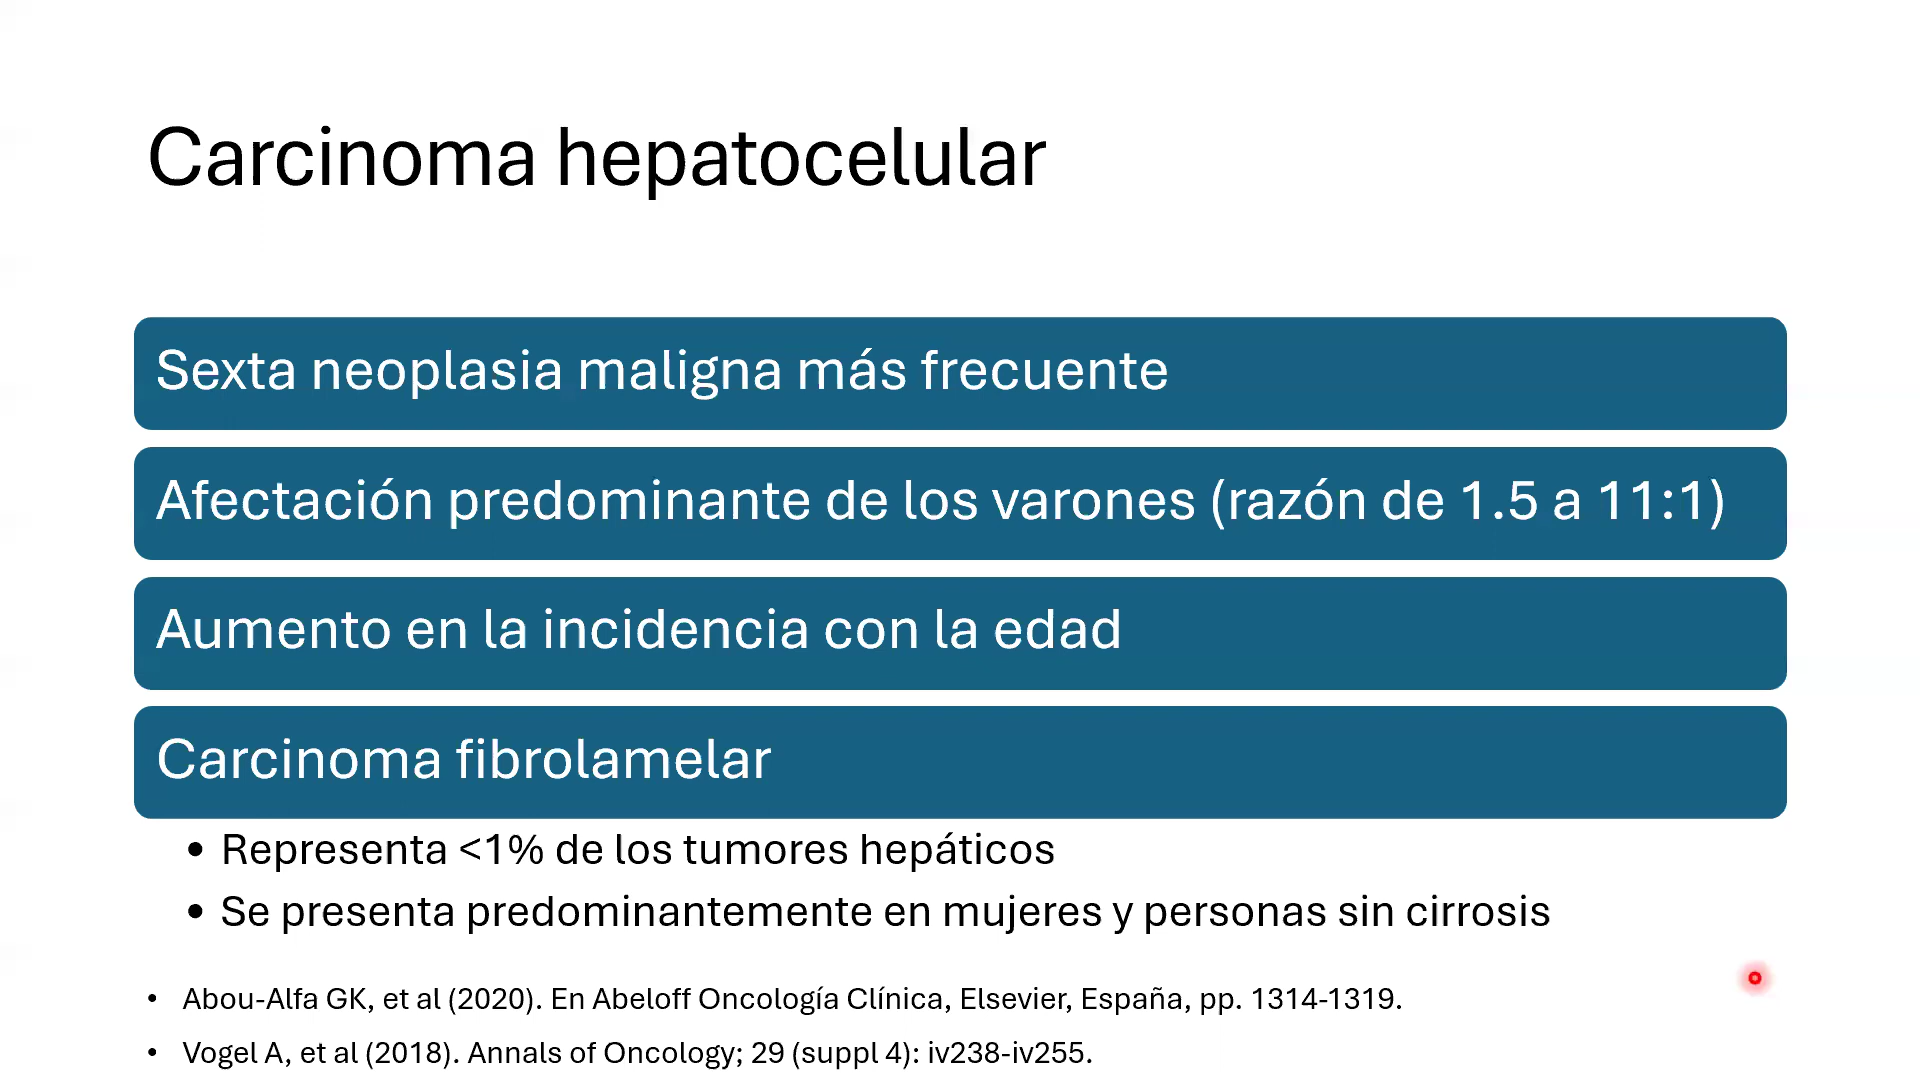 Carcinoma hepatocelular
Sexta neoplasia maligna más frecuente
Afectación predominante de los varones (razón de 1.5 a 11:1)
Aumento en la incidencia con la edad
Carcinoma fibrolamelar
• Representa <1% de los tumores hepáticos
• Se presenta predominantemente en mujeres y personas sin cirrosis
• Abou-Alfa GK, et al (2020). En Abeloff Oncología Clínica, Elsevier, España, pp. 1314-1319.
• Vogel A, et al (2018). Annals of Oncology; 29 (suppl 4): iv238-iv255.